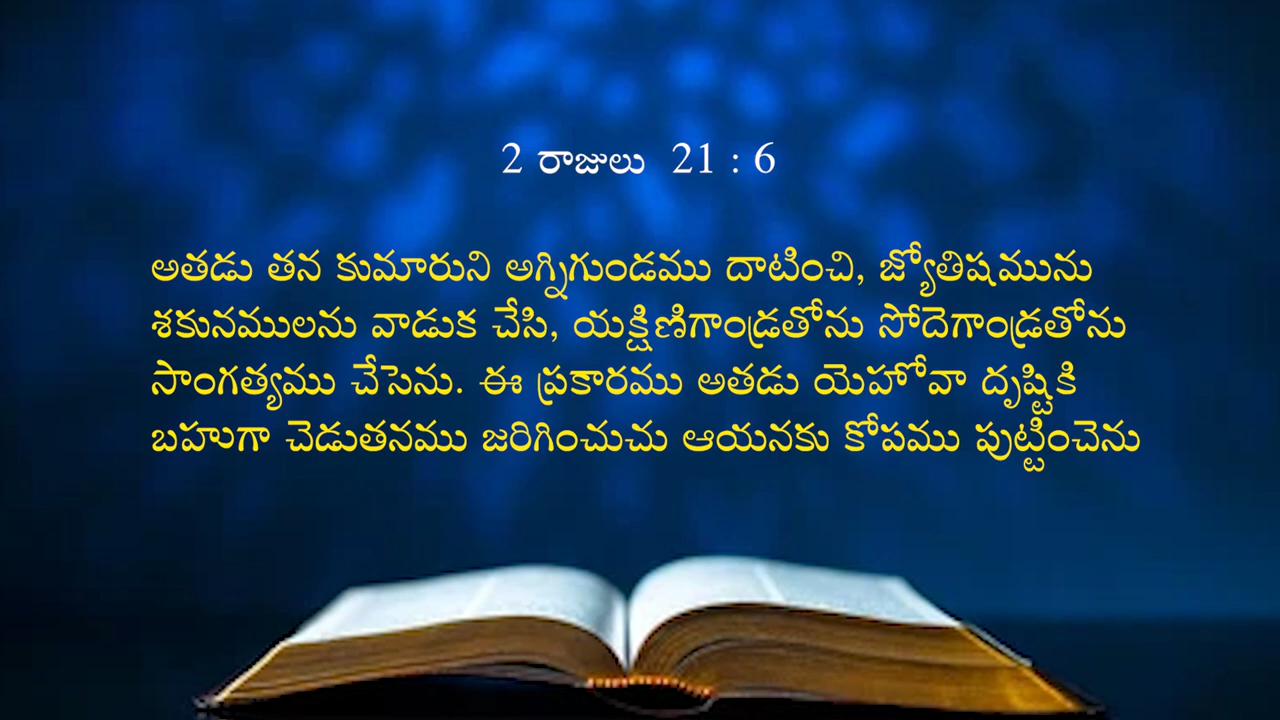 2 రాజులు 21 : 6
అతడు తన కుమారుని అగ్నిగుండము దాటించి, జ్యోతిషమును
శకునములను వాడుక చేసి, యక్షిణిగాండ్రతోను సోదెగాండ్రతోను
సాంగత్యము చేసెను. ఈ ప్రకారము అతడు యెహోవా దృష్టికి
బహుగా చెడుతనము జరిగించుచు ఆయనకు కోపము పుట్టించెను